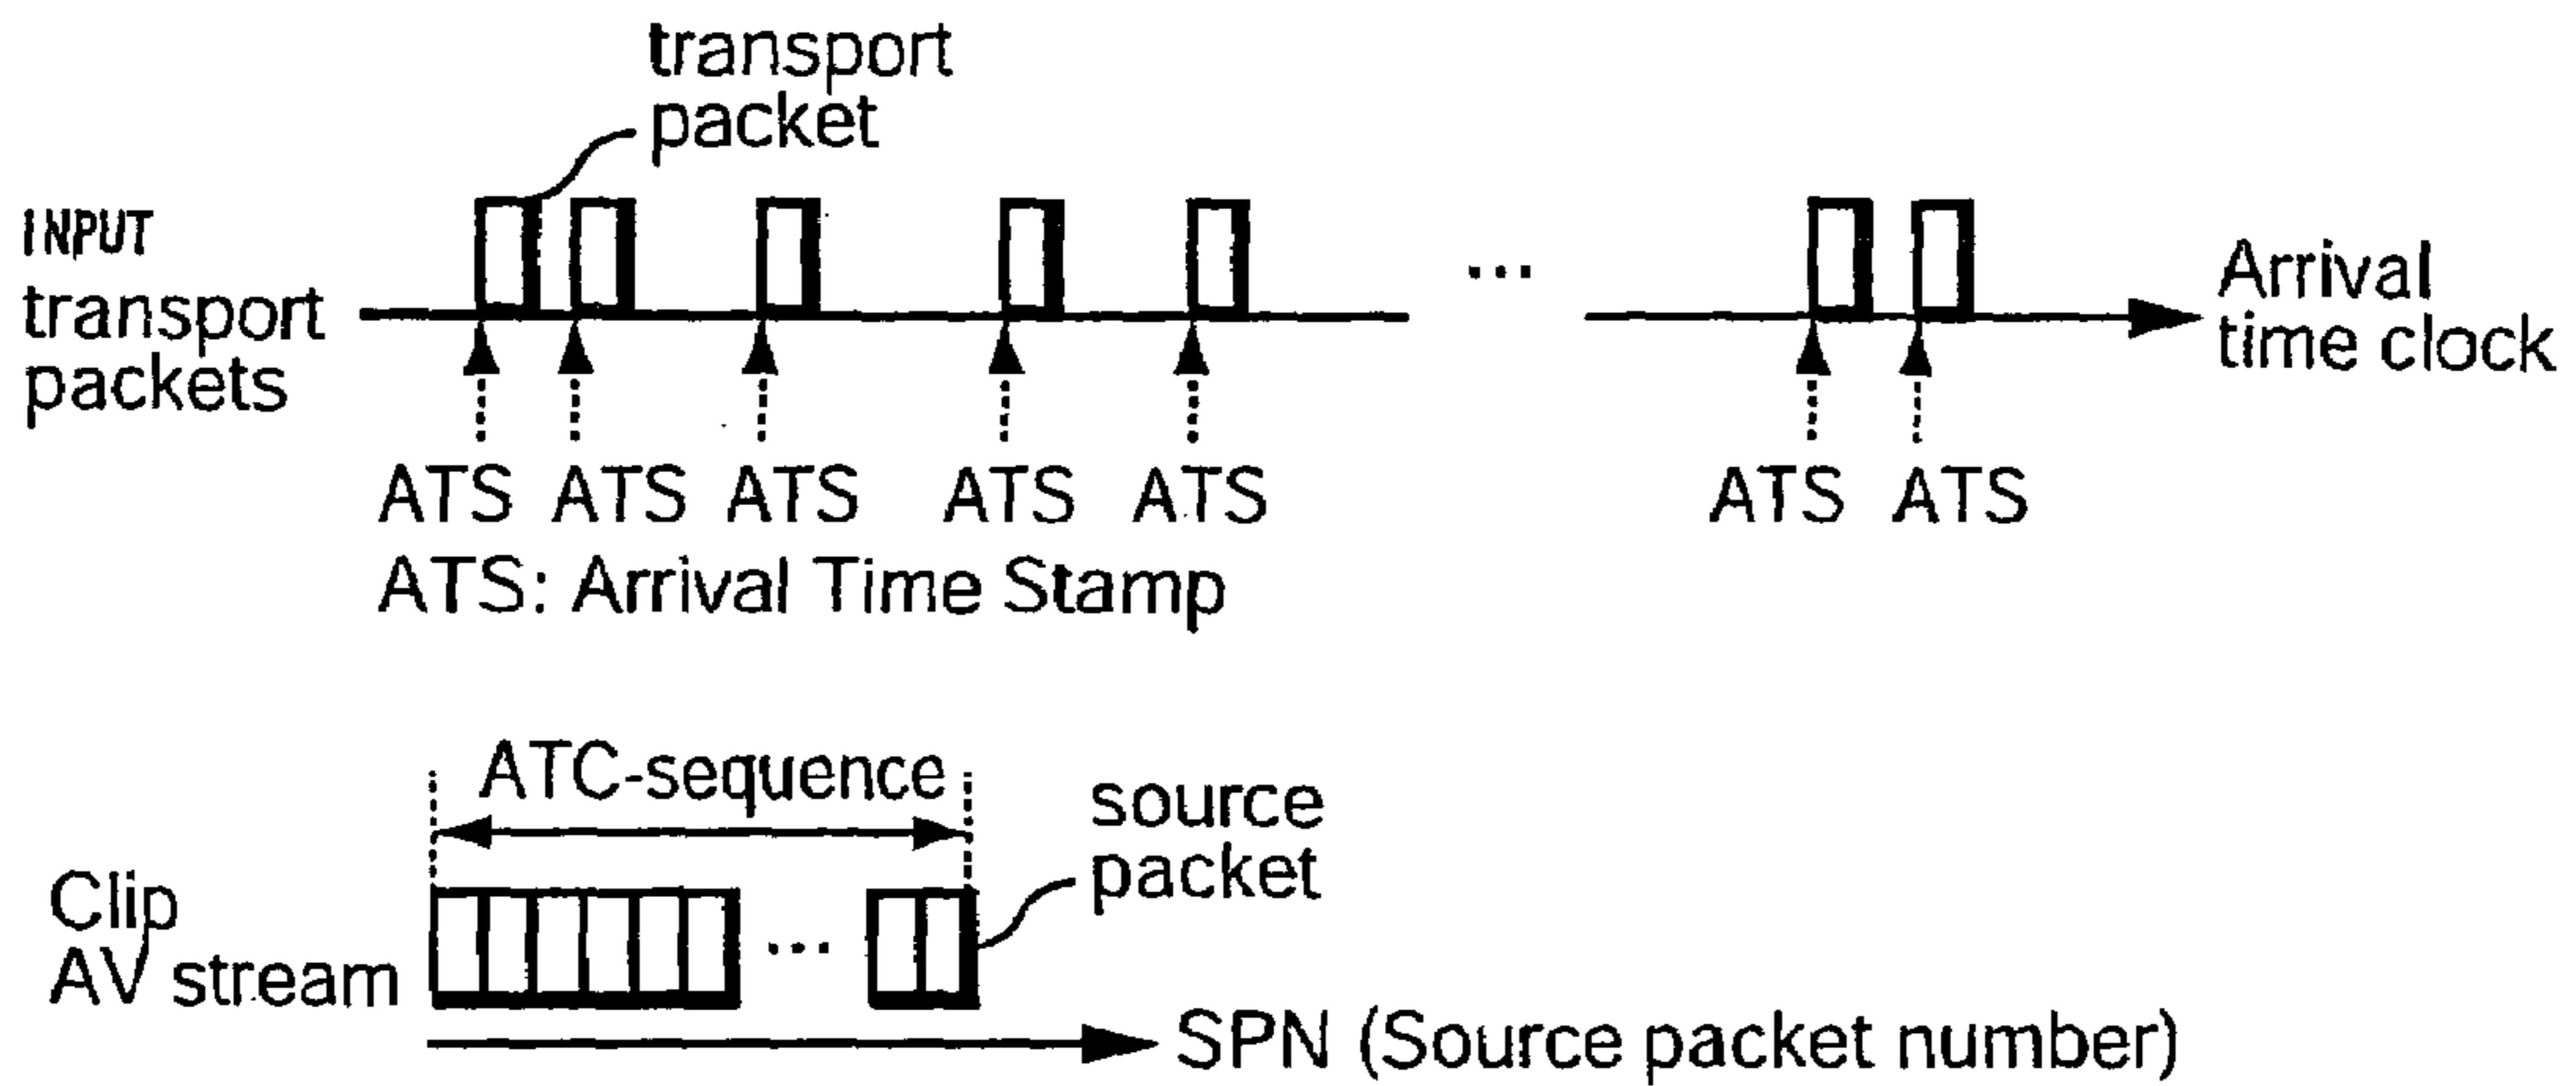 transport
packet
INPUT
transport
packets
...
Arrival
time clock
ATS ATS ATS ATS ATS ATS ATS
ATS: Arrival Time Stamp
ATC-sequence
source
packet
Clip
AV stream
...
SPN (Source packet number)